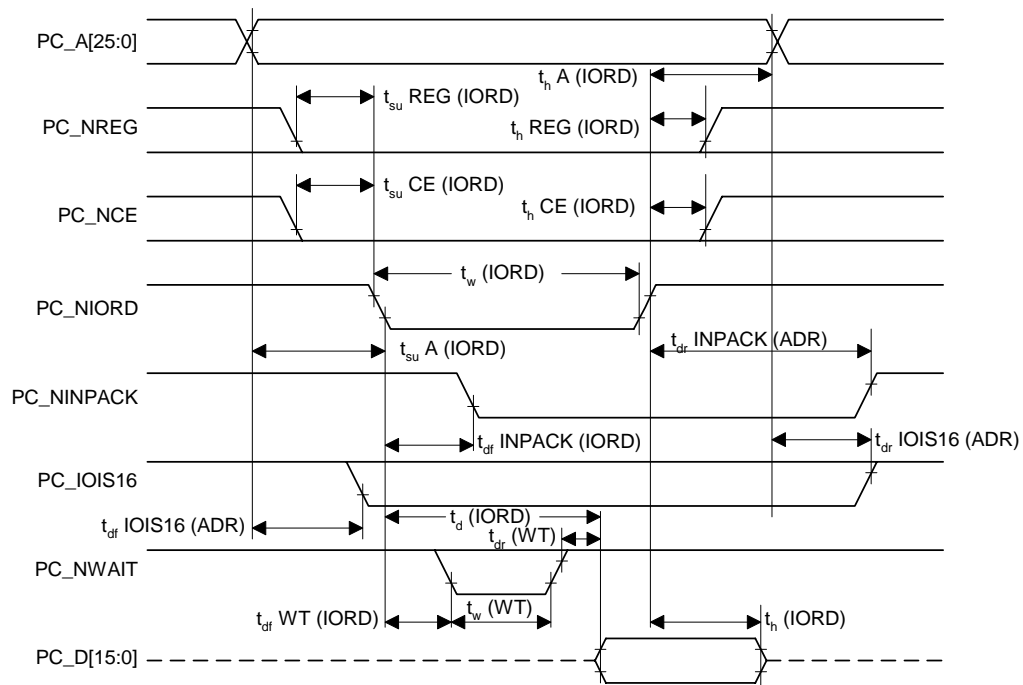 PC_A[25:0]
t_h A (IORD)
t_su REG (IORD)
PC_NREG
t_h REG (IORD)
t_su CE (IORD)
PC_NCE
t_h CE (IORD)
t_w (IORD)
PC_NIORD
t_su A (IORD)
t_dr INPACK (ADR)
PC_NINPACK
t_df INPACK (IORD)
t_dr IOIS16 (ADR)
PC_IOIS16
t_df IOIS16 (ADR)
t_d (IORD)
t_dr (WT)
PC_NWAIT
t_df WT (IORD)
t_w (WT)
t_h (IORD)
PC_D[15:0]